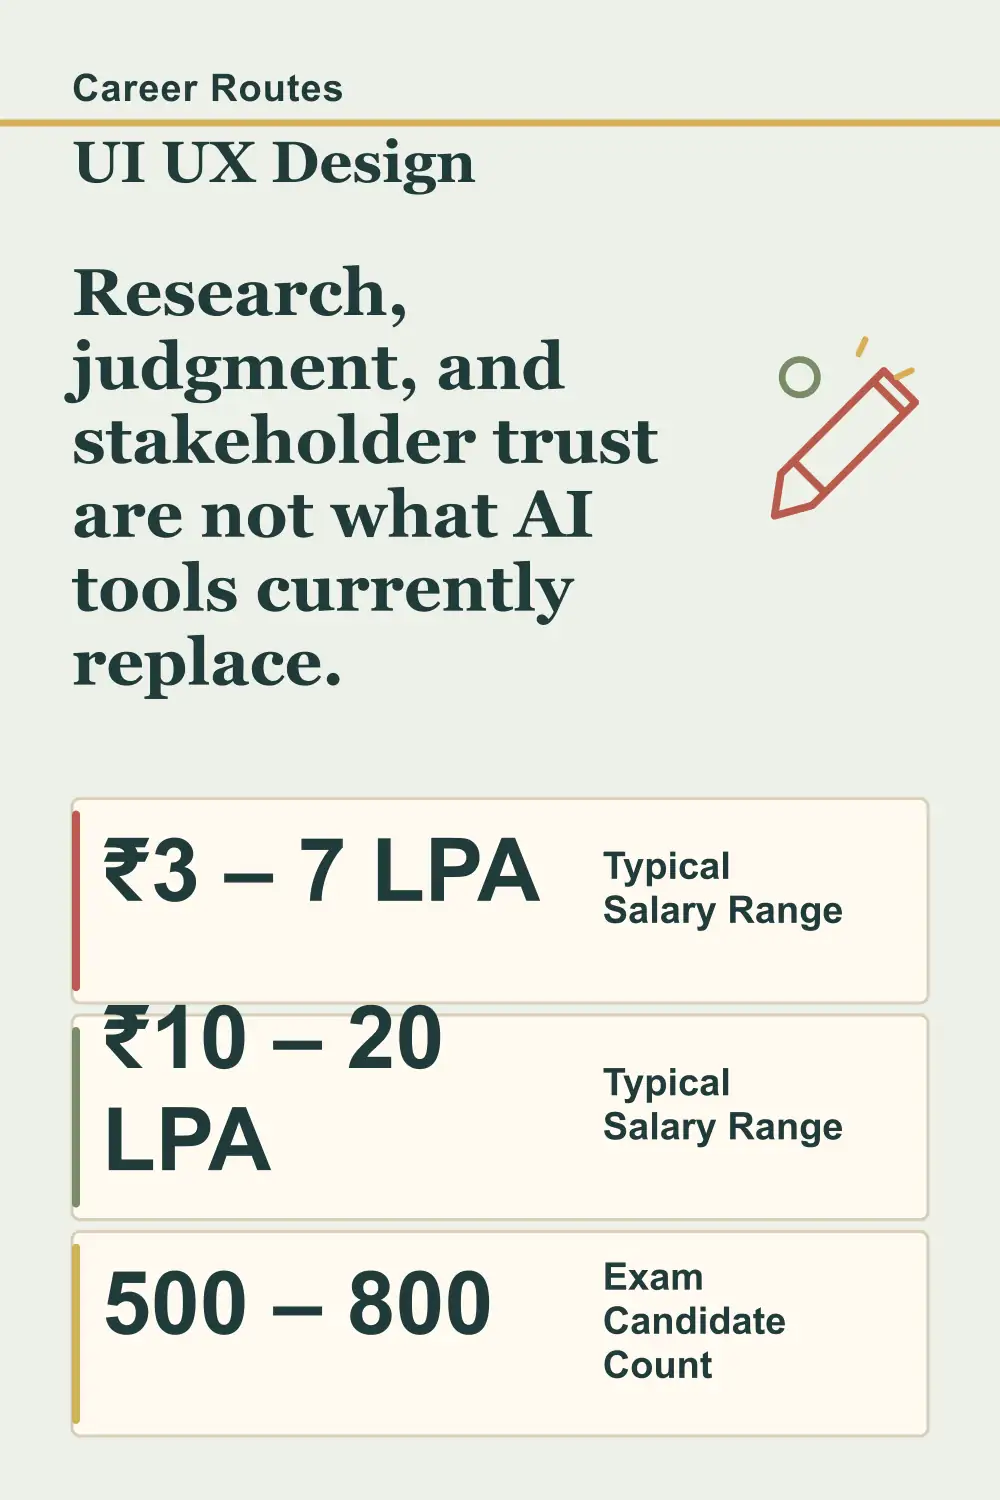 Career Routes
UI UX Design
Research,
judgment, and
stakeholder trust
are not what AI
tools currently
replace.
₹3 – 7 LPA
Typical
Salary Range
₹10 – 20
LPA
Typical
Salary Range
500 – 800
Exam
Candidate
Count